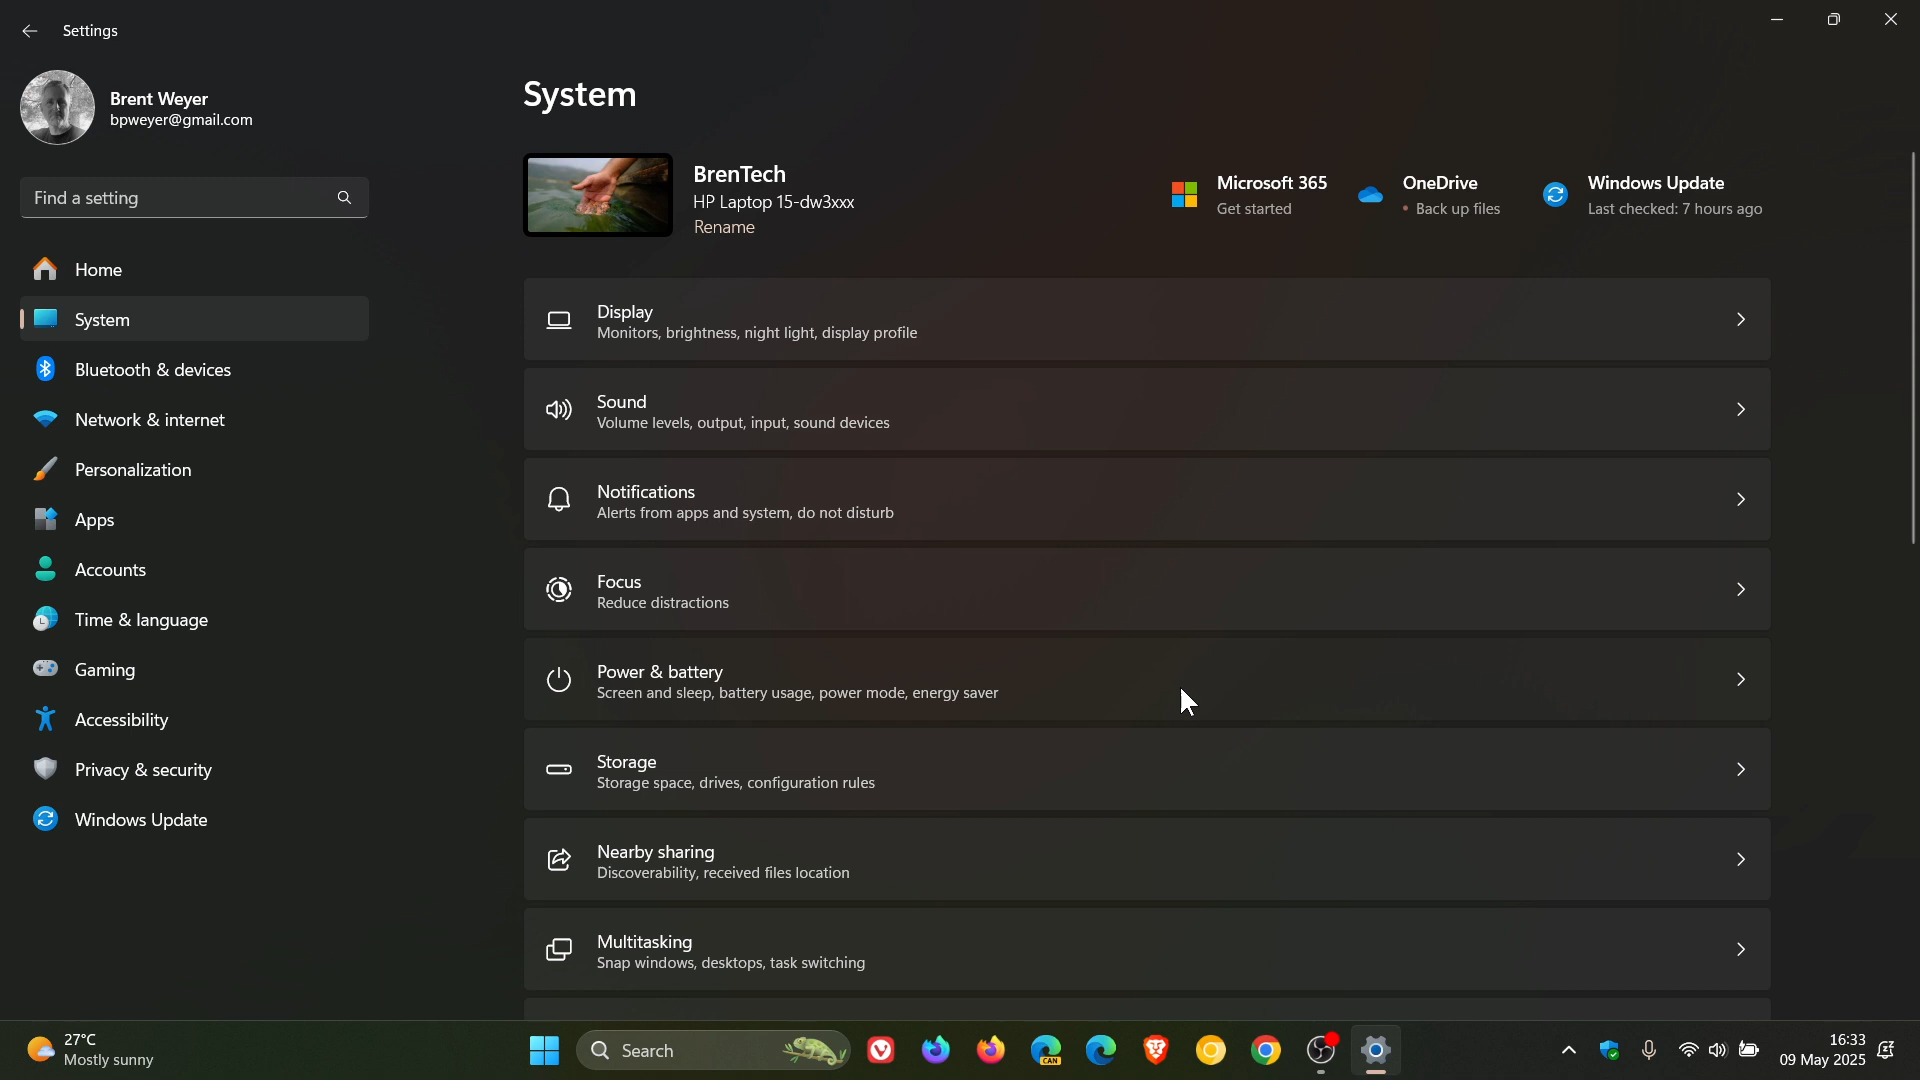 Settings
Brent Weyer
bpweyer@gmail.com
Find a setting
Home
System
Bluetooth & devices
Network & internet
Personalization
Apps
Accounts
Time & language
Gaming
Accessibility
Privacy & security
Windows Update
System
BrenTech
HP Laptop 15-dw3xxx
Rename
Microsoft 365
Get started
OneDrive
• Back up files
Windows Update
Last checked: 7 hours ago
Display
Monitors, brightness, night light, display profile
Sound
Volume levels, output, input, sound devices
Notifications
Alerts from apps and system, do not disturb
Focus
Reduce distractions
Power & battery
Screen and sleep, battery usage, power mode, energy saver
Storage
Storage space, drives, configuration rules
Nearby sharing
Discoverability, received files location
Multitasking
Snap windows, desktops, task switching
27°C
Mostly sunny
Search
CAN
16:33
09 May 2025